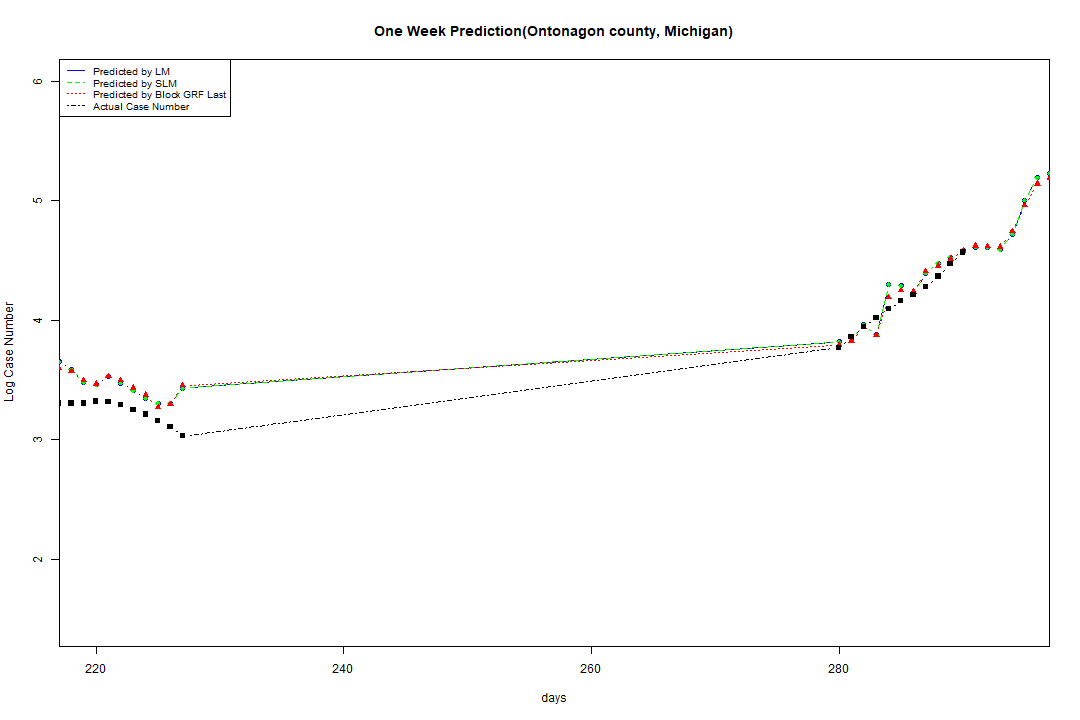 One Week Prediction(Ontonagon county, Michigan)
Predicted by LM
Predicted by SLM
Predicted by Block GRF Last
Actual Case Number
6
5
4
3
2
Log Case Number
220 240 260 280
days